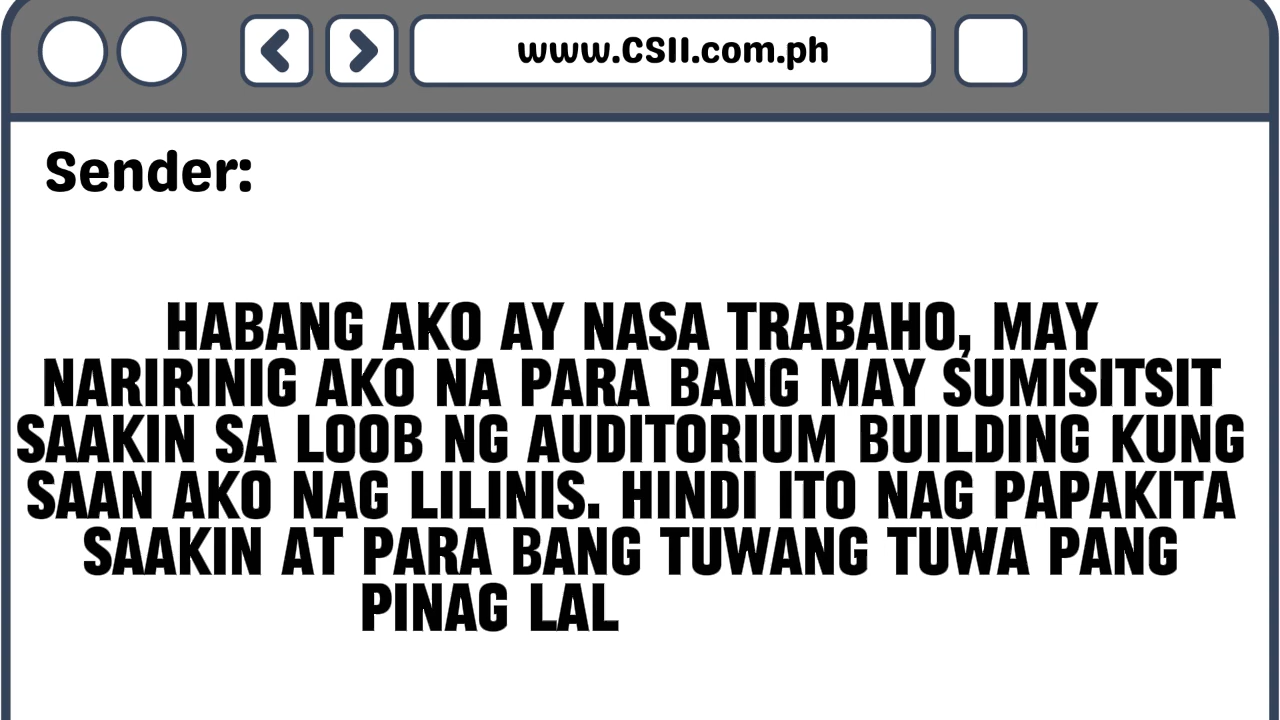 www.CSII.com.ph
Sender:
HABANG AKO AY NASA TRABAHO, MAY
NARIRINIG AKO NA PARA BANG MAY SUMISITSIT
SAAKIN SA LOOB NG AUDITORIUM BUILDING KUNG
SAAN AKO NAG LILINIS. HINDI ITO NAG PAPAKITA
SAAKIN AT PARA BANG TUWANG TUWA PANG
PINAG LAL